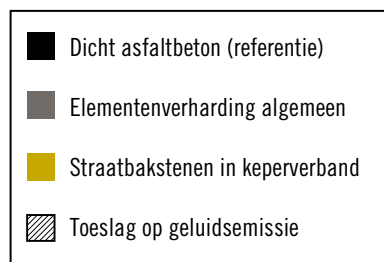 Dicht asfaltbeton (referentie)
Elementenverharding algemeen
Straatbakstenen in keperverband
Toeslag op geluidsemissie